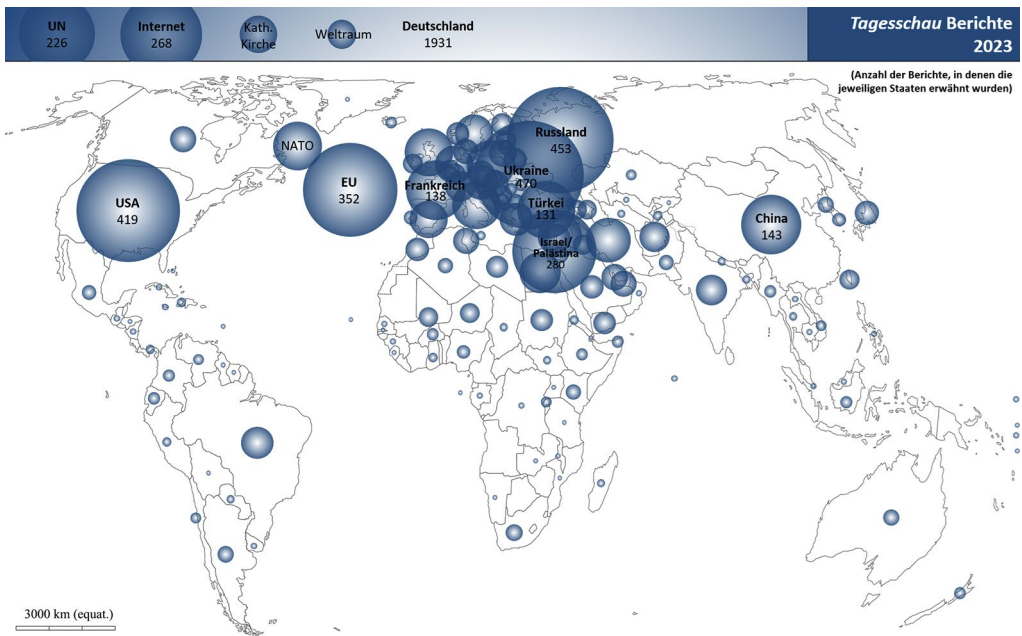 UN
226
Internet
268
Kath.
Kirche
Weltraum
Deutschland
1931
Tagesschau Berichte
2023
(Anzahl der Berichte, in denen die
jeweiligen Staaten erwähnt wurden)
Russland
453
NATO
Ukraine
470
EU
352
Frankreich
138
USA
419
Türkei
131
China
143
Israel/
Palästina
280
3000 km (equat.)